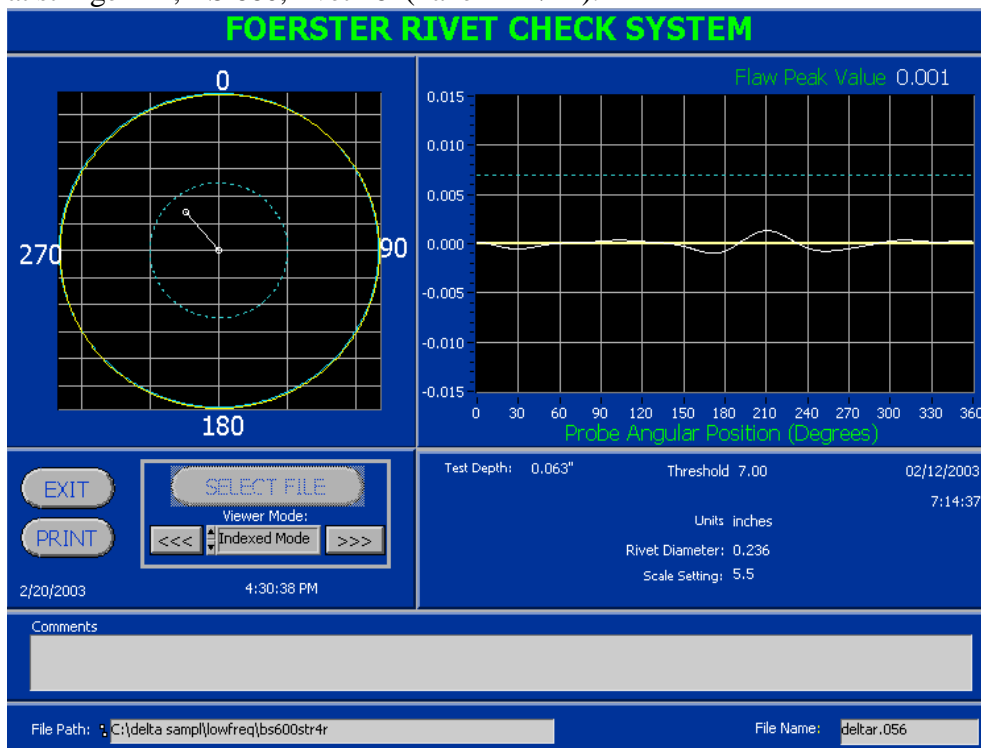 FOERSTER RIVET CHECK SYSTEM
0
270
90
180
Flaw Peak Value 0.001
0.015
0.010
0.005
0.000
-0.005
-0.010
-0.015
0 30 60 90 120 150 180 210 240 270 300 330 360
Probe Angular Position (Degrees)
EXIT
PRINT
SELECT FILE
Viewer Mode:
<<< Indexed Mode >>>
2/20/2003 4:30:38 PM
Test Depth: 0.063" Threshold 7.00 02/12/2003
7:14:37
Units inches
Rivet Diameter: 0.236
Scale Setting: 5.5
Comments
File Path: C:\delta sampl\lowfreq\bs600str4r
File Name: deltar.056